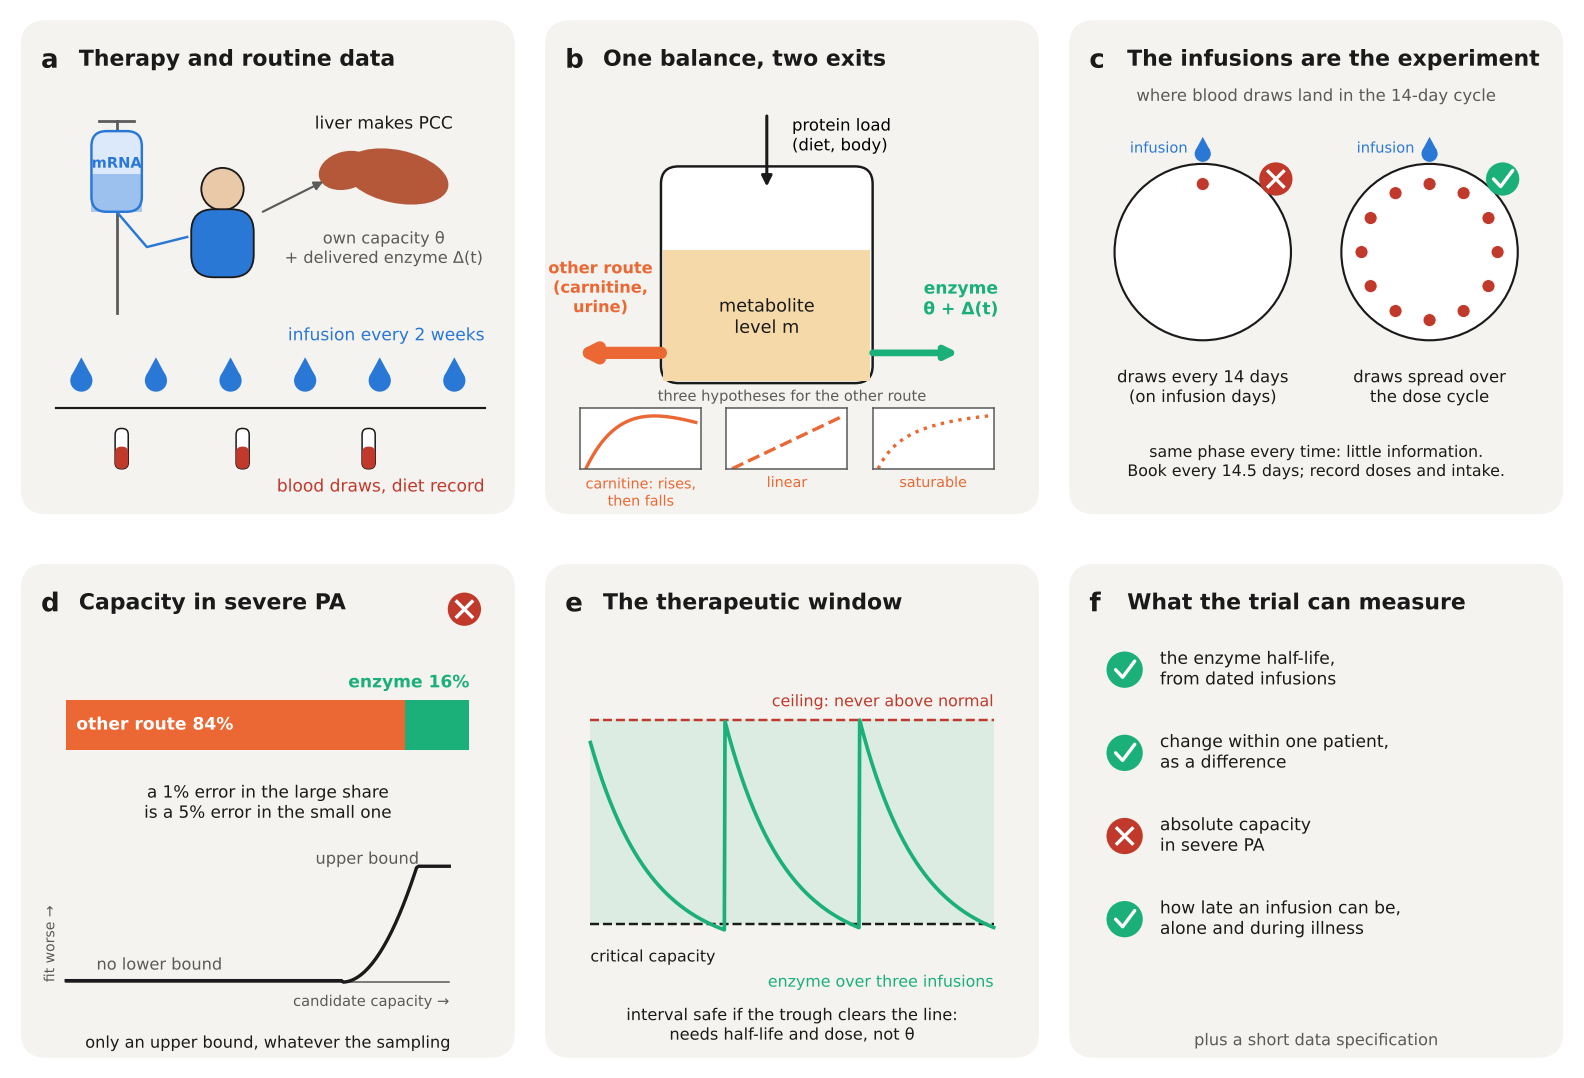 a Therapy and routine data
mRNA
liver makes PCC
own capacity θ
+ delivered enzyme Δ(t)
infusion every 2 weeks
blood draws, diet record
b One balance, two exits
protein load
(diet, body)
other route
(carnitine,
urine)
metabolite
level m
enzyme
θ + Δ(t)
three hypotheses for the other route
carnitine: rises,
then falls
linear
saturable
c The infusions are the experiment
where blood draws land in the 14-day cycle
infusion
infusion
draws every 14 days
(on infusion days)
draws spread over
the dose cycle
same phase every time: little information.
Book every 14.5 days; record doses and intake.
d Capacity in severe PA
enzyme 16%
other route 84%
a 1% error in the large share
is a 5% error in the small one
upper bound
fit worse →
no lower bound
candidate capacity →
only an upper bound, whatever the sampling
e The therapeutic window
ceiling: never above normal
critical capacity
enzyme over three infusions
interval safe if the trough clears the line:
needs half-life and dose, not θ
f What the trial can measure
the enzyme half-life,
from dated infusions
change within one patient,
as a difference
absolute capacity
in severe PA
how late an infusion can be,
alone and during illness
plus a short data specification